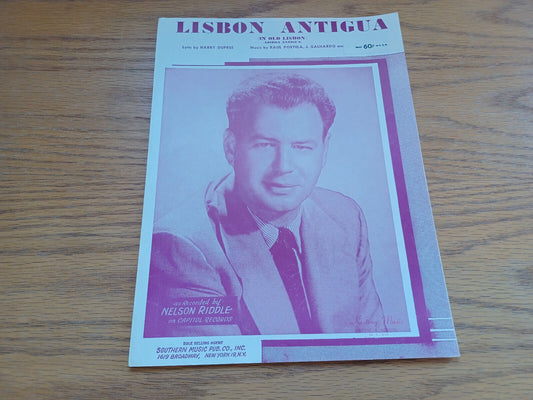 LISBON ANTIGUA
IN OLD LISBON
Lyric by HARRY DUPREE Music by RAUL PORTELA, J. GALHARDO
60¢
as Recorded by
NELSON RIDDLE
on CAPITOL RECORDS
SOLE SELLING AGENT
SOUTHERN MUSIC PUB. CO., INC.
1619 BROADWAY, NEW YORK 19, N.Y.